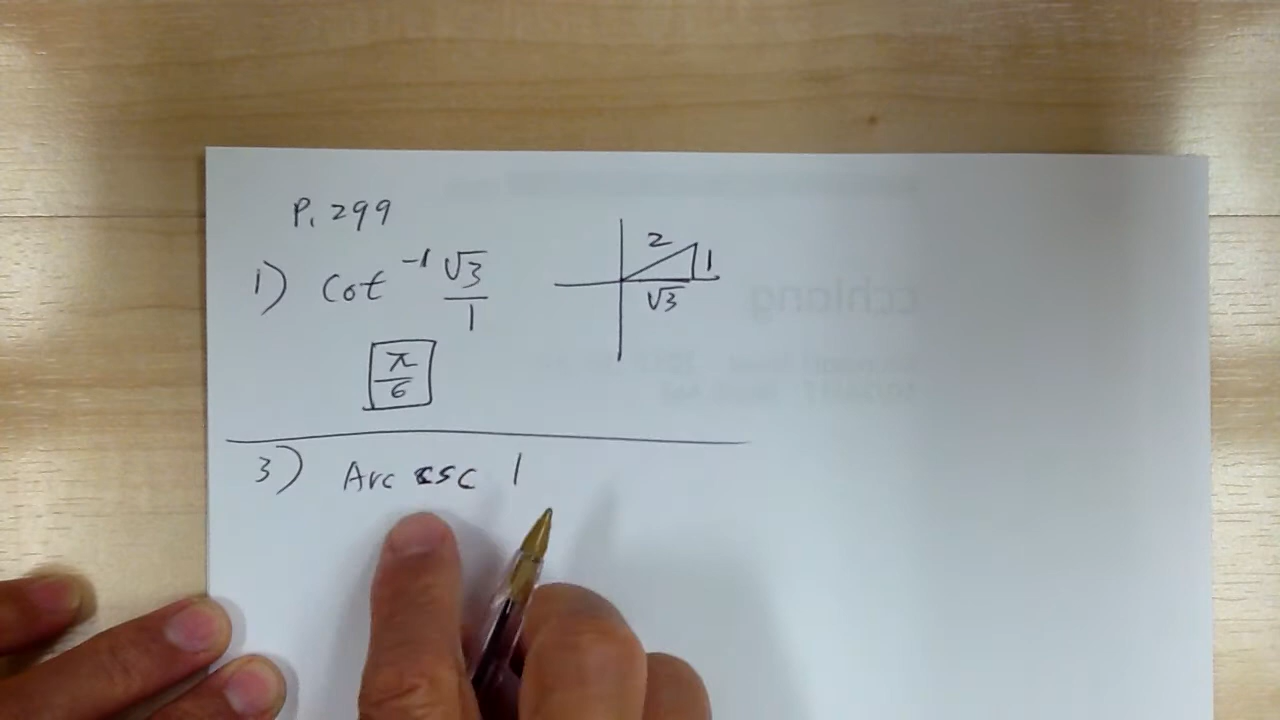 P. 299
1) Cot⁻¹ √3/1
2
1
√3
π/6
3) Arc csc 1